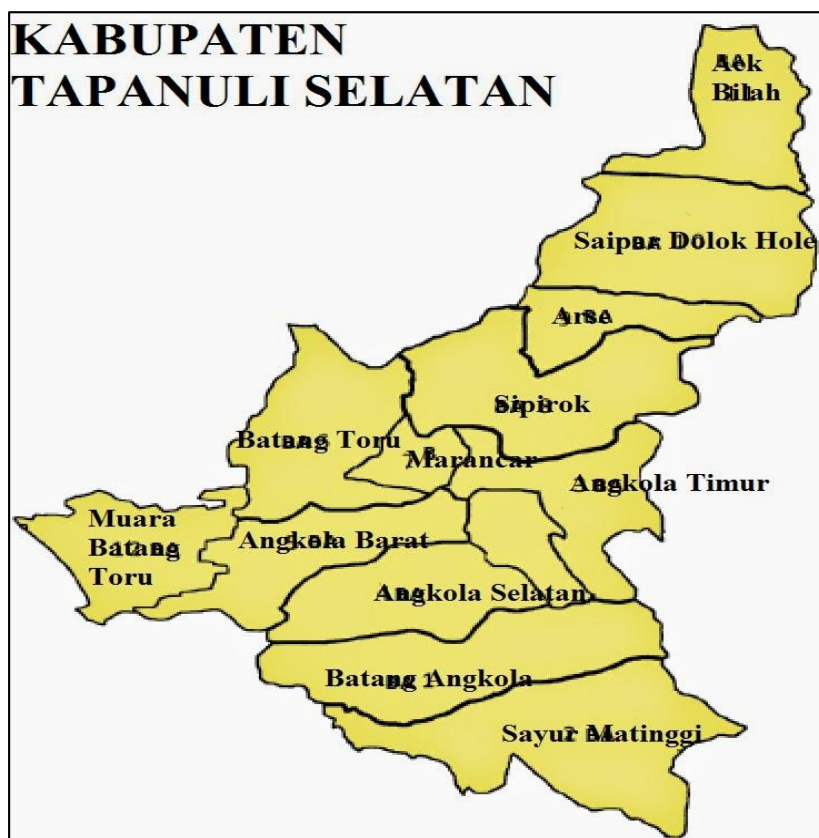 KABUPATEN
TAPANULI SELATAN
Aek
Bilah
Saipar Dolok Hole
Arse
Sipirok
Batang Toru
Marancar
Angkola Timur
Muara
Batang
Toru
Angkola Barat
Angkola Selatan
Batang Angkola
Sayur Matinggi